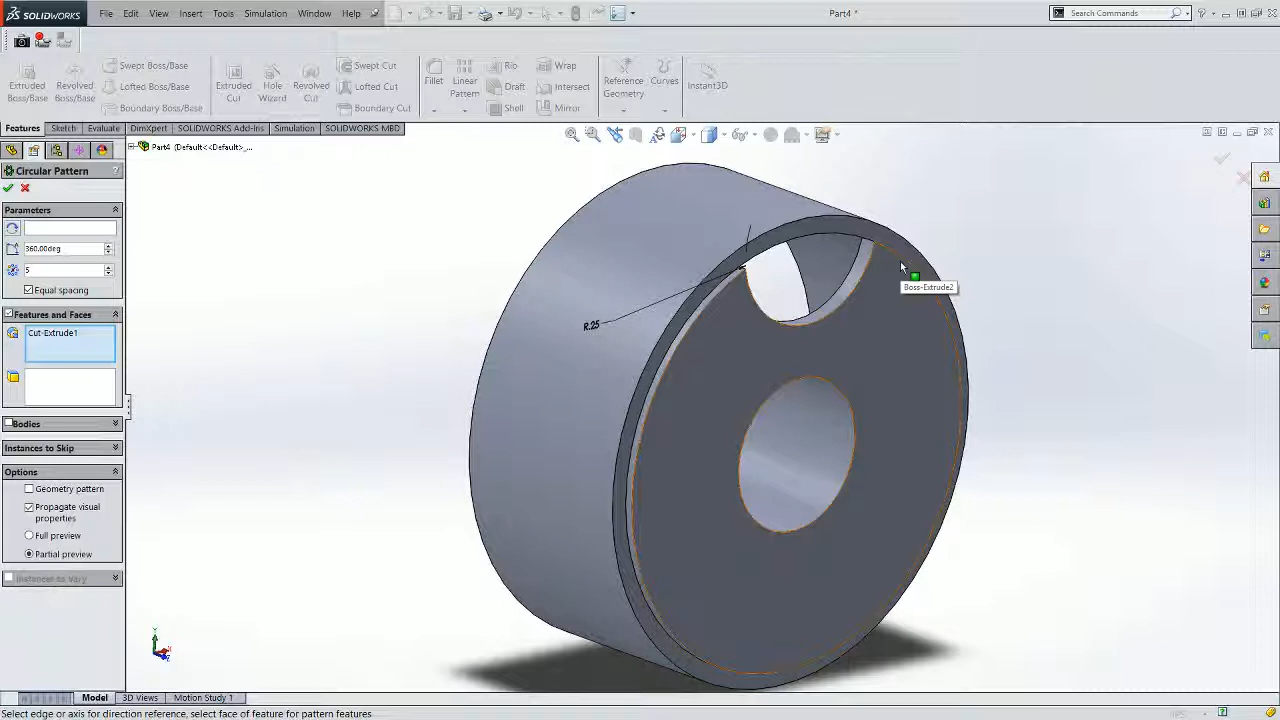 SOLIDWORKS
File Edit View Insert Tools Simulation Window Help
Part4 *
Search Commands
Extruded Boss/Base
Revolved Boss/Base
Swept Boss/Base
Lofted Boss/Base
Boundary Boss/Base
Extruded Cut
Hole Wizard
Revolved Cut
Swept Cut
Lofted Cut
Boundary Cut
Fillet
Linear Pattern
Rib
Draft
Shell
Wrap
Intersect
Mirror
Reference Geometry
Curves
Instant3D
Features Sketch Evaluate DimXpert SOLIDWORKS Add-Ins Simulation SOLIDWORKS MBD
Part4 (Default<<Default>_...
Circular Pattern
?
Parameters
360.00deg
5
Equal spacing
Features and Faces
Cut-Extrude1
Bodies
Instances to Skip
Options
Geometry pattern
Propagate visual
properties
Full preview
Partial preview
Instances to Vary
R.25
Boss-Extrude2
Y
X
Z
Model 3D Views Motion Study 1
Select edge or axis for direction reference, select face of feature for pattern features